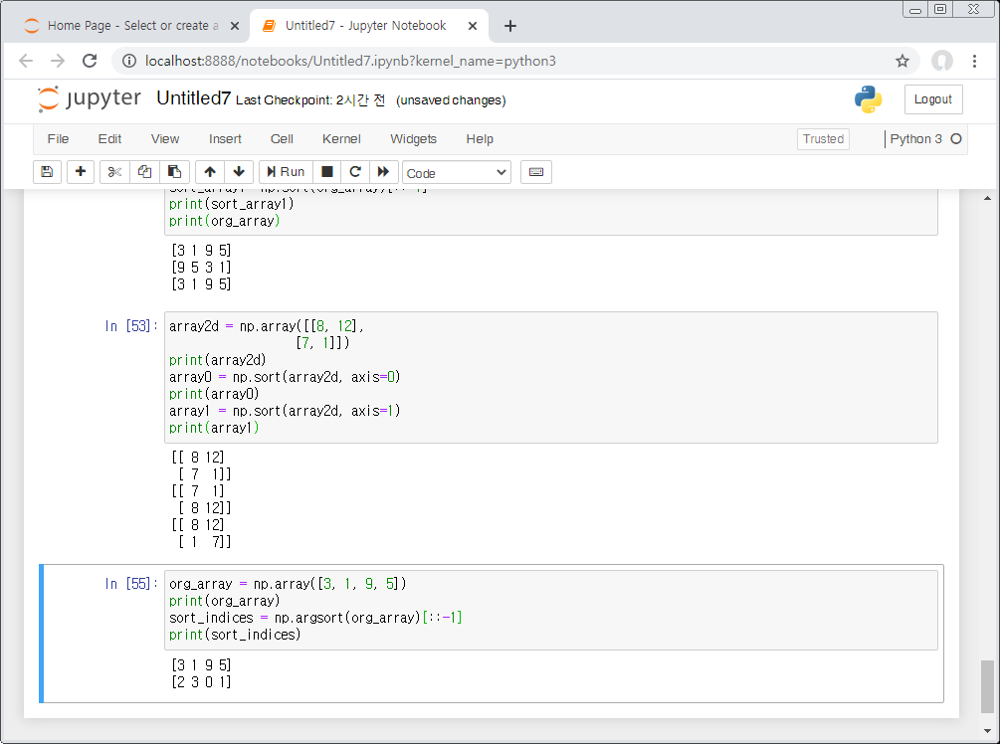 Home Page - Select or create a
Untitled7 - Jupyter Notebook
localhost:8888/notebooks/Untitled7.ipynb?kernel_name=python3
jupyter Untitled7 Last Checkpoint: 2시간 전 (unsaved changes)
Logout
File Edit View Insert Cell Kernel Widgets Help
Trusted
Python 3
Run
Code
print(sort_array1)
print(org_array)
[3 1 9 5]
[9 5 3 1]
[3 1 9 5]
In [53]: array2d = np.array([[8, 12],
[7, 1]])
print(array2d)
array0 = np.sort(array2d, axis=0)
print(array0)
array1 = np.sort(array2d, axis=1)
print(array1)
[[ 8 12]
[ 7 1]]
[[ 7 1]
[ 8 12]]
[[ 8 12]
[ 1 7]]
In [55]: org_array = np.array([3, 1, 9, 5])
print(org_array)
sort_indices = np.argsort(org_array)[::-1]
print(sort_indices)
[3 1 9 5]
[2 3 0 1]